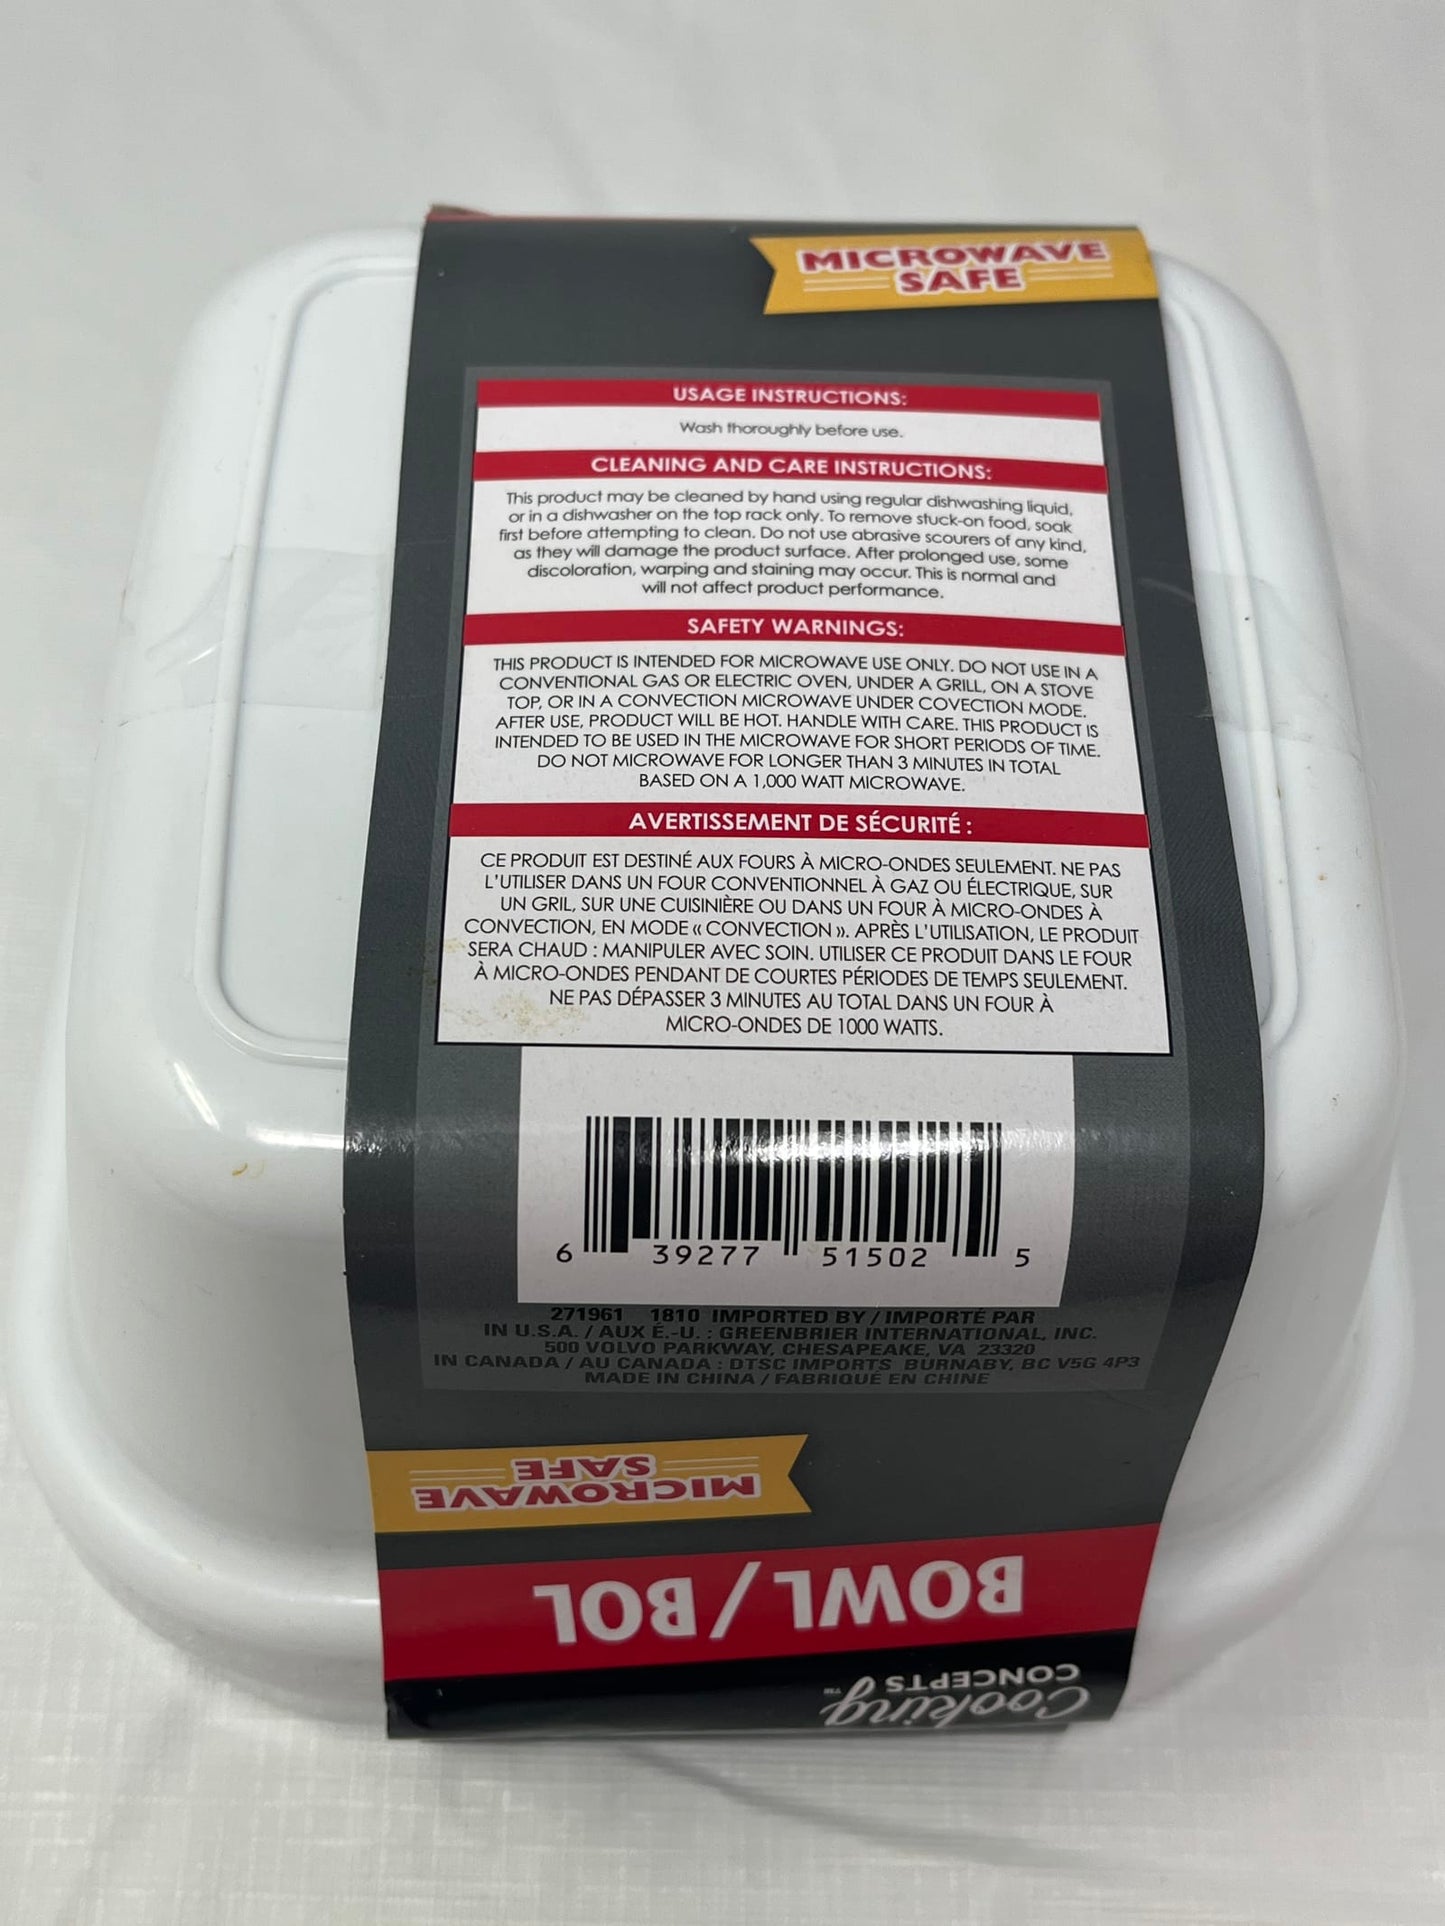 MICROWAVE
SAFE
USAGE INSTRUCTIONS:
Wash thoroughly before use.
CLEANING AND CARE INSTRUCTIONS:
This product may be cleaned by hand using regular dishwashing liquid,
or in a dishwasher on the top rack only. To remove stuck-on food, soak
first before attempting to clean. Do not use abrasive scourers of any kind,
as they will damage the product surface. After prolonged use, some
discoloration, warping and staining may occur. This is normal and
will not affect product performance.
SAFETY WARNINGS:
THIS PRODUCT IS INTENDED FOR MICROWAVE USE ONLY. DO NOT USE IN A
CONVENTIONAL GAS OR ELECTRIC OVEN, UNDER A GRILL, ON A STOVE
TOP, OR IN A CONVECTION MICROWAVE UNDER COVECTION MODE.
AFTER USE, PRODUCT WILL BE HOT. HANDLE WITH CARE. THIS PRODUCT IS
INTENDED TO BE USED IN THE MICROWAVE FOR SHORT PERIODS OF TIME.
DO NOT MICROWAVE FOR LONGER THAN 3 MINUTES IN TOTAL
BASED ON A 1,000 WATT MICROWAVE.
AVERTISSEMENT DE SÉCURITÉ :
CE PRODUIT EST DESTINÉ AUX FOURS À MICRO-ONDES SEULEMENT. NE PAS
L'UTILISER DANS UN FOUR CONVENTIONNEL À GAZ OU ÉLECTRIQUE, SUR
UN GRIL, SUR UNE CUISINIÈRE OU DANS UN FOUR À MICRO-ONDES À
CONVECTION, EN MODE « CONVECTION ». APRÈS L'UTILISATION, LE PRODUIT
SERA CHAUD : MANIPULER AVEC SOIN. UTILISER CE PRODUIT DANS LE FOUR
À MICRO-ONDES PENDANT DE COURTES PÉRIODES DE TEMPS SEULEMENT.
NE PAS DÉPASSER 3 MINUTES AU TOTAL DANS UN FOUR À
MICRO-ONDES DE 1000 WATTS.
6 39277 51502 5
271961 1810 IMPORTED BY / IMPORTÉ PAR
IN U.S.A. / AUX É.-U. : GREENBRIER INTERNATIONAL, INC.
500 VOLVO PARKWAY, CHESAPEAKE, VA 23320
IN CANADA / AU CANADA : DTSC IMPORTS BURNABY, BC V5G 4P3
MADE IN CHINA / FABRIQUÉ EN CHINE
MICROWAVE
SAFE
BOWL / BOL
Cooking
CONCEPTS™